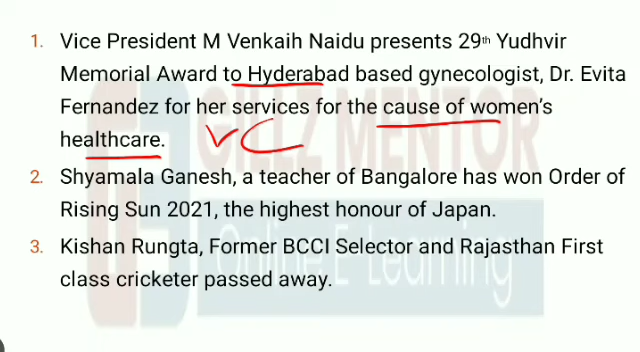 1. Vice President M Venkaih Naidu presents 29th Yudhvir
Memorial Award to Hyderabad based gynecologist, Dr. Evita
Fernandez for her services for the cause of women's
healthcare. VC
2. Shyamala Ganesh, a teacher of Bangalore has won Order of
Rising Sun 2021, the highest honour of Japan.
3. Kishan Rungta, Former BCCI Selector and Rajasthan First
class cricketer passed away.
MENTOR
Online E-Learning